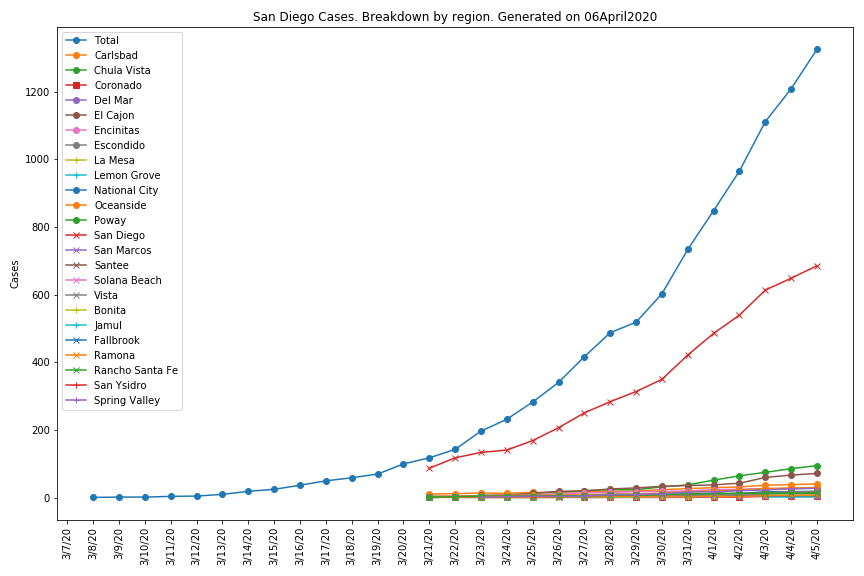 San Diego Cases. Breakdown by region. Generated on 06April2020
Total
Carlsbad
Chula Vista
Coronado
Del Mar
El Cajon
Encinitas
Escondido
La Mesa
Lemon Grove
National City
Oceanside
Poway
San Diego
San Marcos
Santee
Solana Beach
Vista
Bonita
Jamul
Fallbrook
Ramona
Rancho Santa Fe
San Ysidro
Spring Valley
Cases
1200
1000
800
600
400
200
0
3/7/20
3/8/20
3/9/20
3/10/20
3/11/20
3/12/20
3/13/20
3/14/20
3/15/20
3/16/20
3/17/20
3/18/20
3/19/20
3/20/20
3/21/20
3/22/20
3/23/20
3/24/20
3/25/20
3/26/20
3/27/20
3/28/20
3/29/20
3/30/20
3/31/20
4/1/20
4/2/20
4/3/20
4/4/20
4/5/20